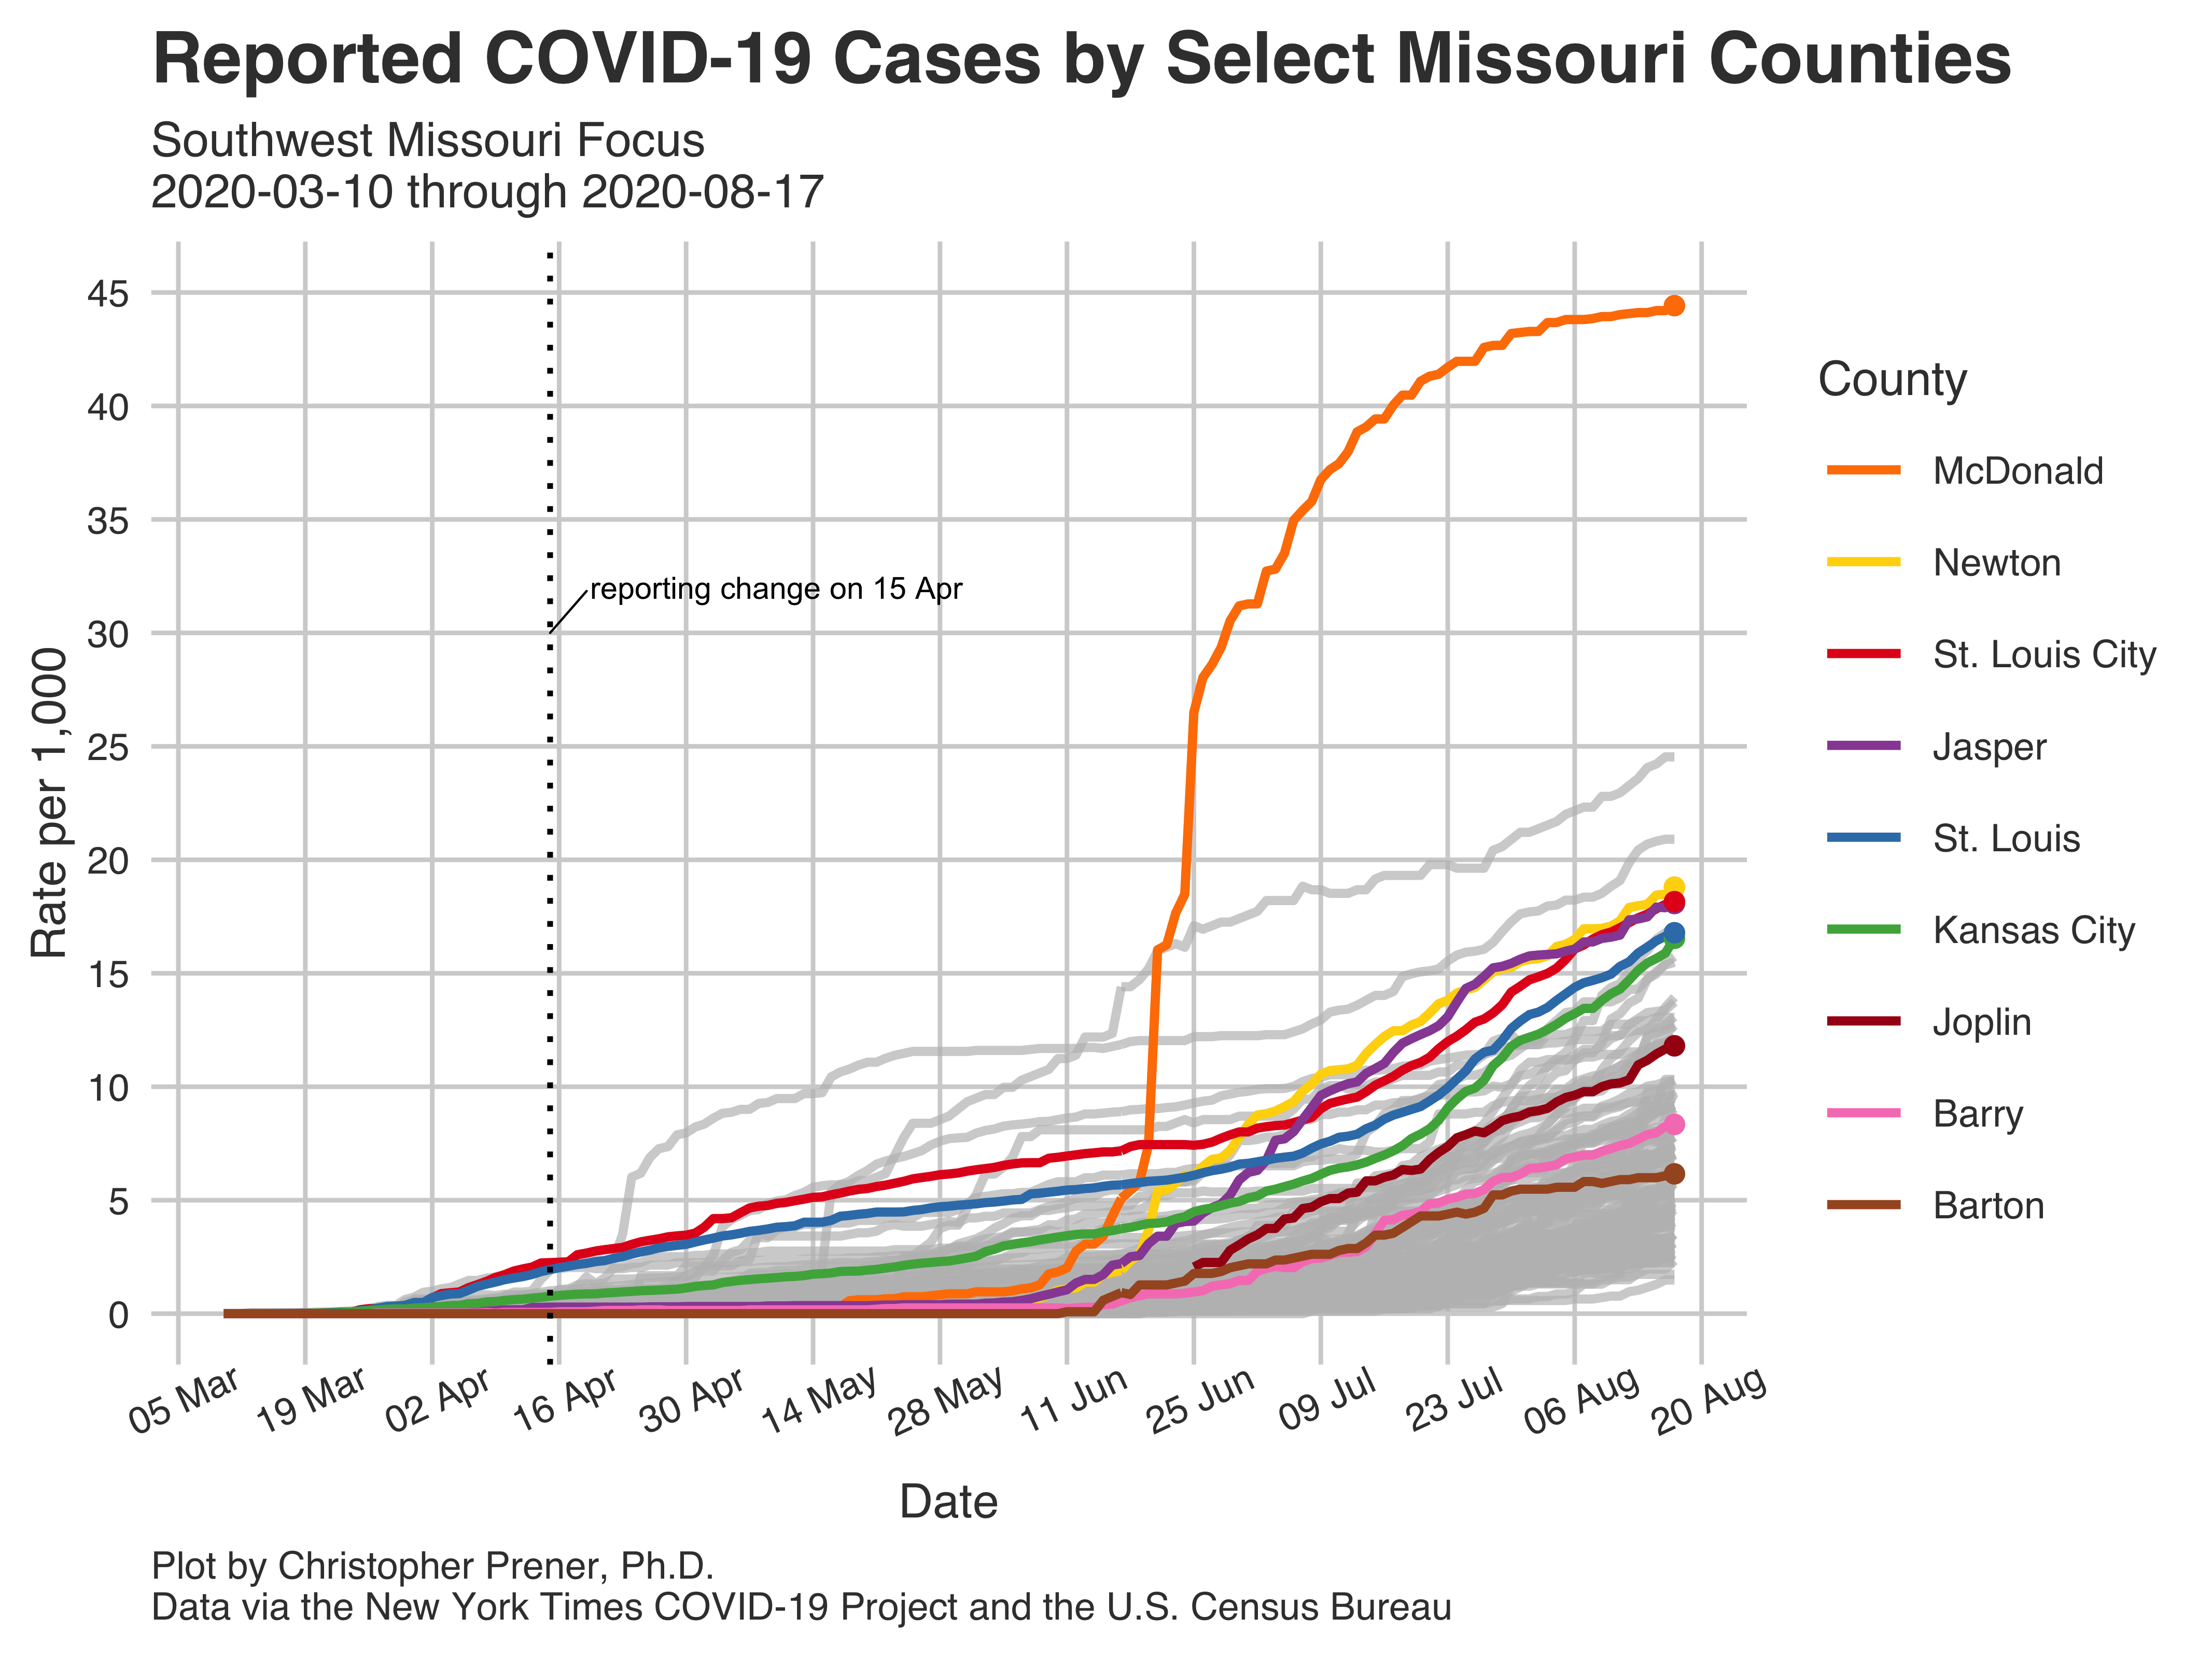 Reported COVID-19 Cases by Select Missouri Counties
Southwest Missouri Focus
2020-03-10 through 2020-08-17
Rate per 1,000
45
40
35
30
25
20
15
10
5
0
reporting change on 15 Apr
05 Mar
19 Mar
02 Apr
16 Apr
30 Apr
14 May
28 May
11 Jun
25 Jun
09 Jul
23 Jul
06 Aug
20 Aug
Date
County
McDonald
Newton
St. Louis City
Jasper
St. Louis
Kansas City
Joplin
Barry
Barton
Plot by Christopher Prener, Ph.D.
Data via the New York Times COVID-19 Project and the U.S. Census Bureau